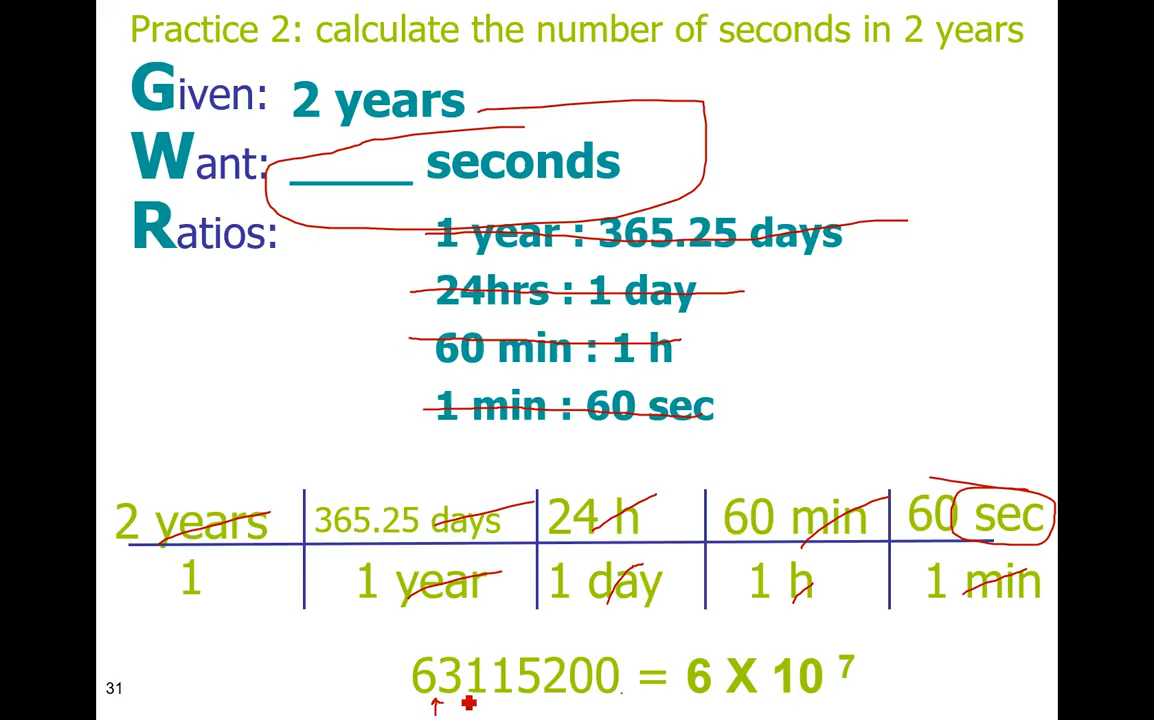 Practice 2: calculate the number of seconds in 2 years
Given: 2 years
Want: _____ seconds
Ratios: 1 year : 365.25 days
24hrs : 1 day
60 min : 1 h
1 min : 60 sec
2 years 365.25 days 24 h 60 min 60 sec
1 1 year 1 day 1 h 1 min
63115200 = 6 X 10 ⁷
31